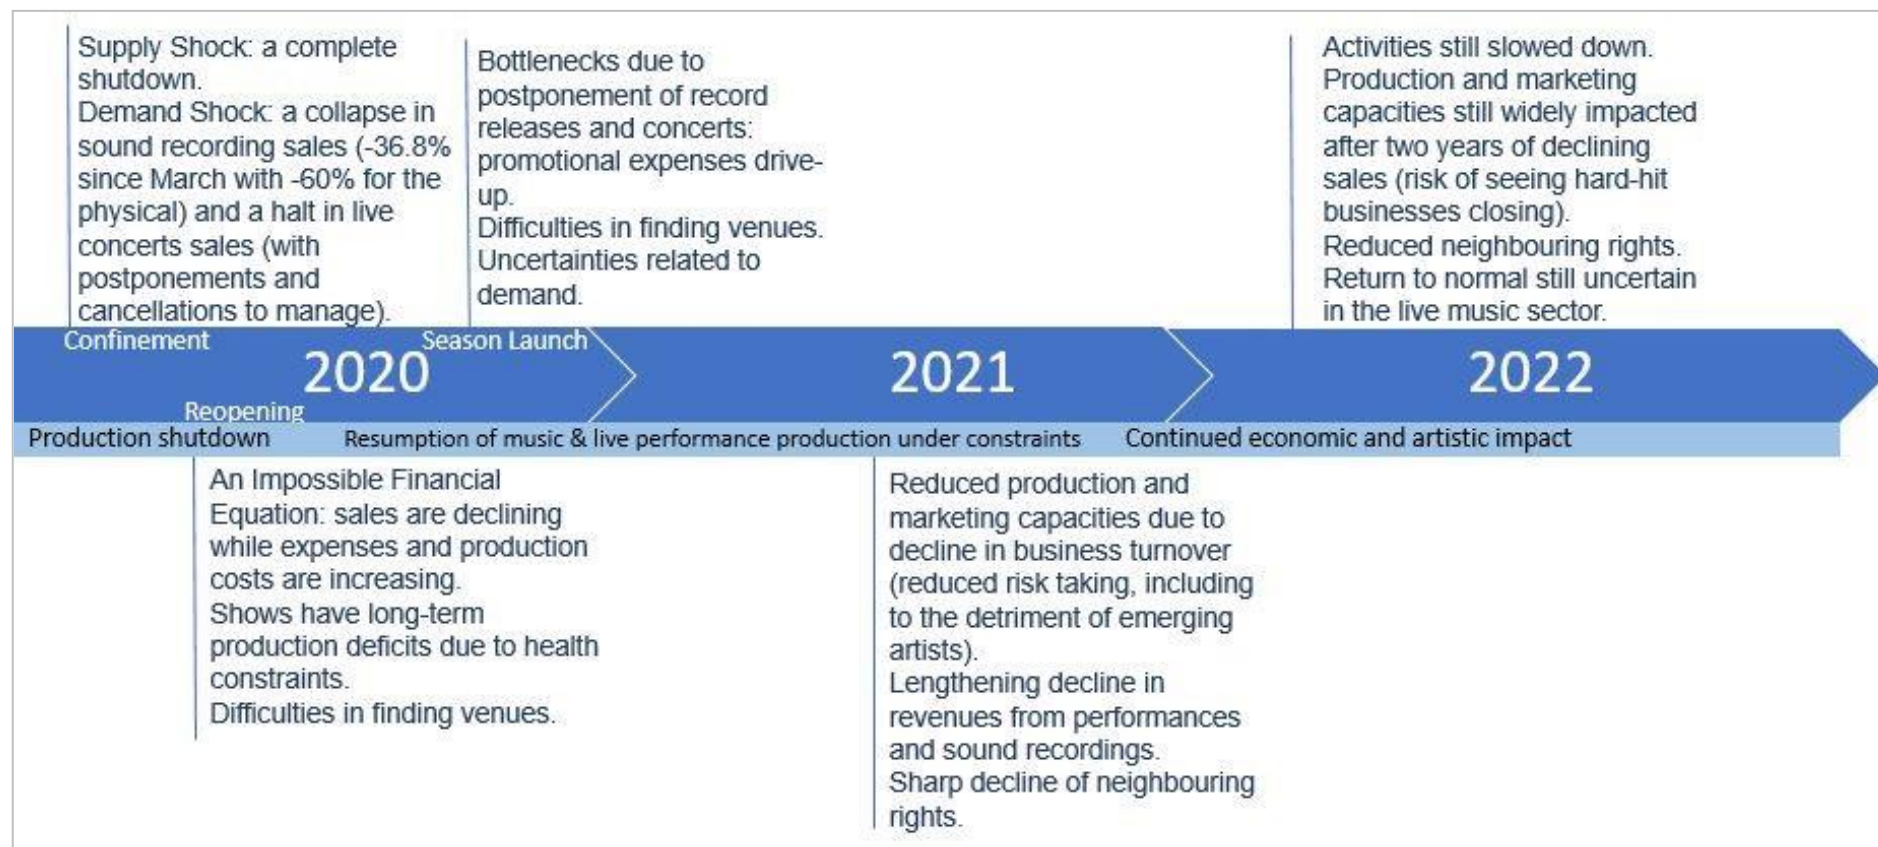 Supply Shock: a complete
shutdown.
Demand Shock: a collapse in
sound recording sales (-36.8%
since March with -60% for the
physical) and a halt in live
concerts sales (with
postponements and
cancellations to manage).
Bottlenecks due to
postponement of record
releases and concerts:
promotional expenses drive-
up.
Difficulties in finding venues.
Uncertainties related to
demand.
Activities still slowed down.
Production and marketing
capacities still widely impacted
after two years of declining
sales (risk of seeing hard-hit
businesses closing).
Reduced neighbouring rights.
Return to normal still uncertain
in the live music sector.
Confinement
2020
Season Launch
Reopening
2021
2022
Production shutdown
Resumption of music & live performance production under constraints
Continued economic and artistic impact
An Impossible Financial
Equation: sales are declining
while expenses and production
costs are increasing.
Shows have long-term
production deficits due to health
constraints.
Difficulties in finding venues.
Reduced production and
marketing capacities due to
decline in business turnover
(reduced risk taking, including
to the detriment of emerging
artists).
Lengthening decline in
revenues from performances
and sound recordings.
Sharp decline of neighbouring
rights.